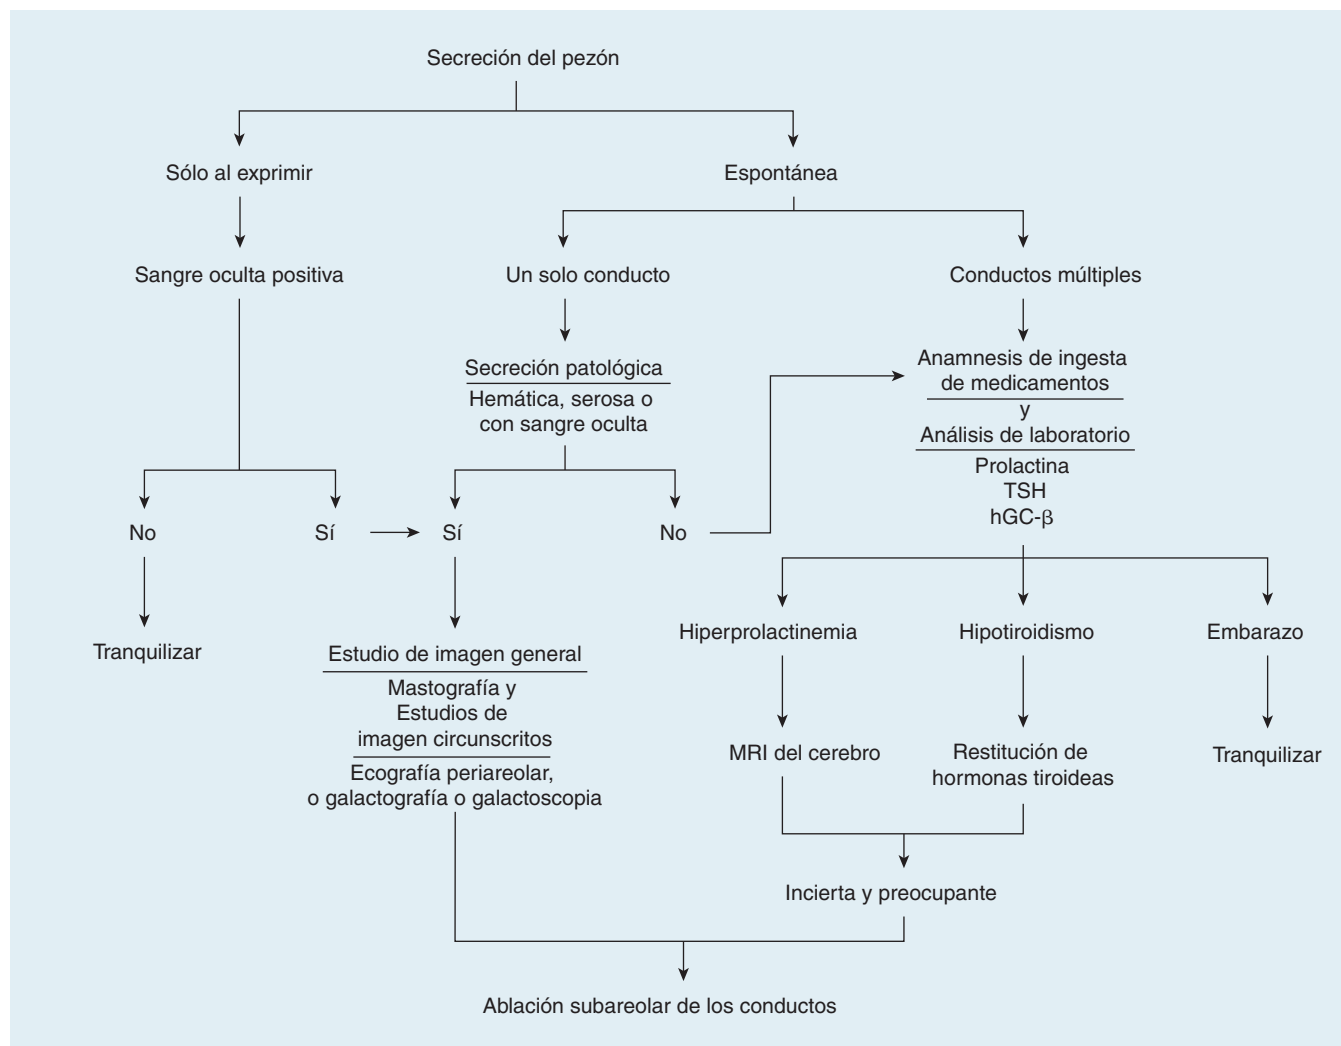 Secreción del pezón
Sólo al exprimir
Espontánea
Sangre oculta positiva
Un solo conducto
Conductos múltiples
Secreción patológica
Hemática, serosa o
con sangre oculta
Anamnesis de ingesta
de medicamentos
y
Análisis de laboratorio
Prolactina
TSH
hGC-β
No
Sí
Sí
No
Tranquilizar
Estudio de imagen general
Mastografía y
Estudios de
imagen circunscritos
Ecografía periareolar,
o galactografía o galactoscopia
Hiperprolactinemia
Hipotiroidismo
Embarazo
MRI del cerebro
Restitución de
hormonas tiroideas
Tranquilizar
Incierta y preocupante
Ablación subareolar de los conductos